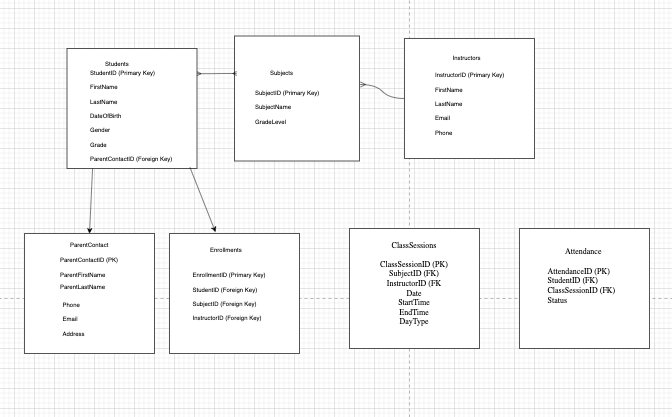 Students
StudentID (Primary Key)
FirstName
LastName
DateOfBirth
Gender
Grade
ParentContactID (Foreign Key)
Subjects
SubjectID (Primary Key)
SubjectName
GradeLevel
Instructors
InstructorID (Primary Key)
FirstName
LastName
Email
Phone
ParentContact
ParentContactID (PK)
ParentFirstName
ParentLastName
Phone
Email
Address
Enrollments
EnrollmentID (Primary Key)
StudentID (Foreign Key)
SubjectID (Foreign Key)
InstructorID (Foreign Key)
ClassSessions
ClassSessionID (PK)
SubjectID (FK)
InstructorID (FK
Date
StartTime
EndTime
DayType
Attendance
AttendanceID (PK)
StudentID (FK)
ClassSessionID (FK)
Status